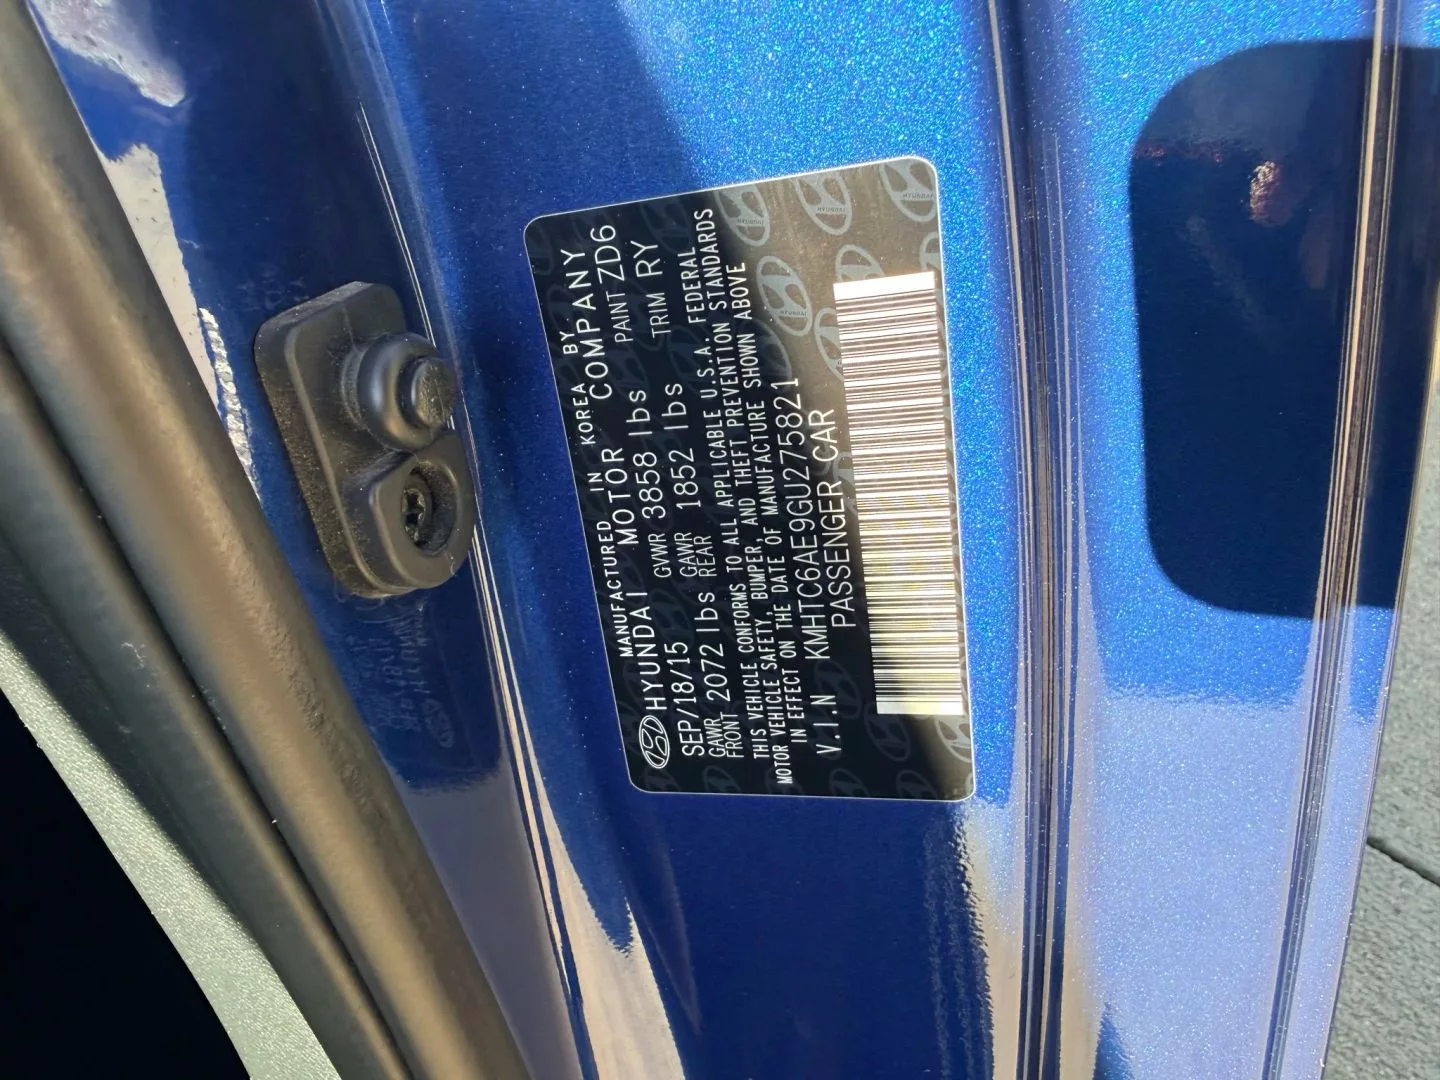 MANUFACTURED IN KOREA BY
HYUNDAI MOTOR COMPANY
SEP/18/15 GVWR 3858 lbs PAINT ZD6
GAWR FRONT 2072 lbs GAWR REAR 1852 lbs TRIM RY
THIS VEHICLE CONFORMS TO ALL APPLICABLE U.S.A. FEDERAL
MOTOR VEHICLE SAFETY, BUMPER, AND THEFT PREVENTION STANDARDS
IN EFFECT ON THE DATE OF MANUFACTURE SHOWN ABOVE
V.I.N KMHTC6AE9GU275821
PASSENGER CAR